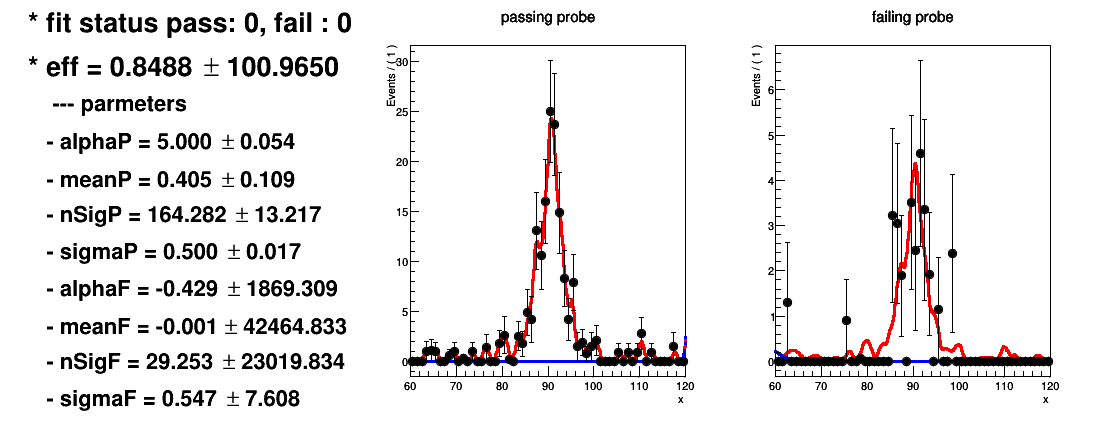 * fit status pass: 0, fail : 0
* eff = 0.8488 ± 100.9650
--- parmeters
- alphaP = 5.000 ± 0.054
- meanP = 0.405 ± 0.109
- nSigP = 164.282 ± 13.217
- sigmaP = 0.500 ± 0.017
- alphaF = -0.429 ± 1869.309
- meanF = -0.001 ± 42464.833
- nSigF = 29.253 ± 23019.834
- sigmaF = 0.547 ± 7.608
passing probe
Events / ( 1 )
30
25
20
15
10
5
0
60 70 80 90 100 110 120
x
failing probe
Events / ( 1 )
6
5
4
3
2
1
0
60 70 80 90 100 110 120
x